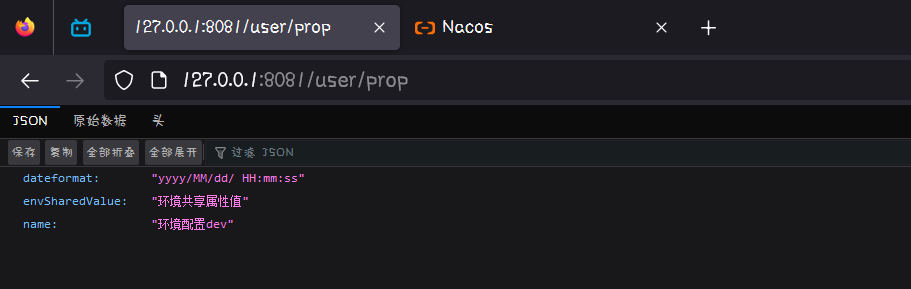 127.0.0.1:8081/user/prop
Nacos
127.0.0.1:8081/user/prop
JSON 原始数据 头
保存 复制 全部折叠 全部展开 过滤 JSON
dateformat: "yyyy/MM/dd/ HH:mm:ss"
envSharedValue: "环境共享属性值"
name: "环境配置dev"